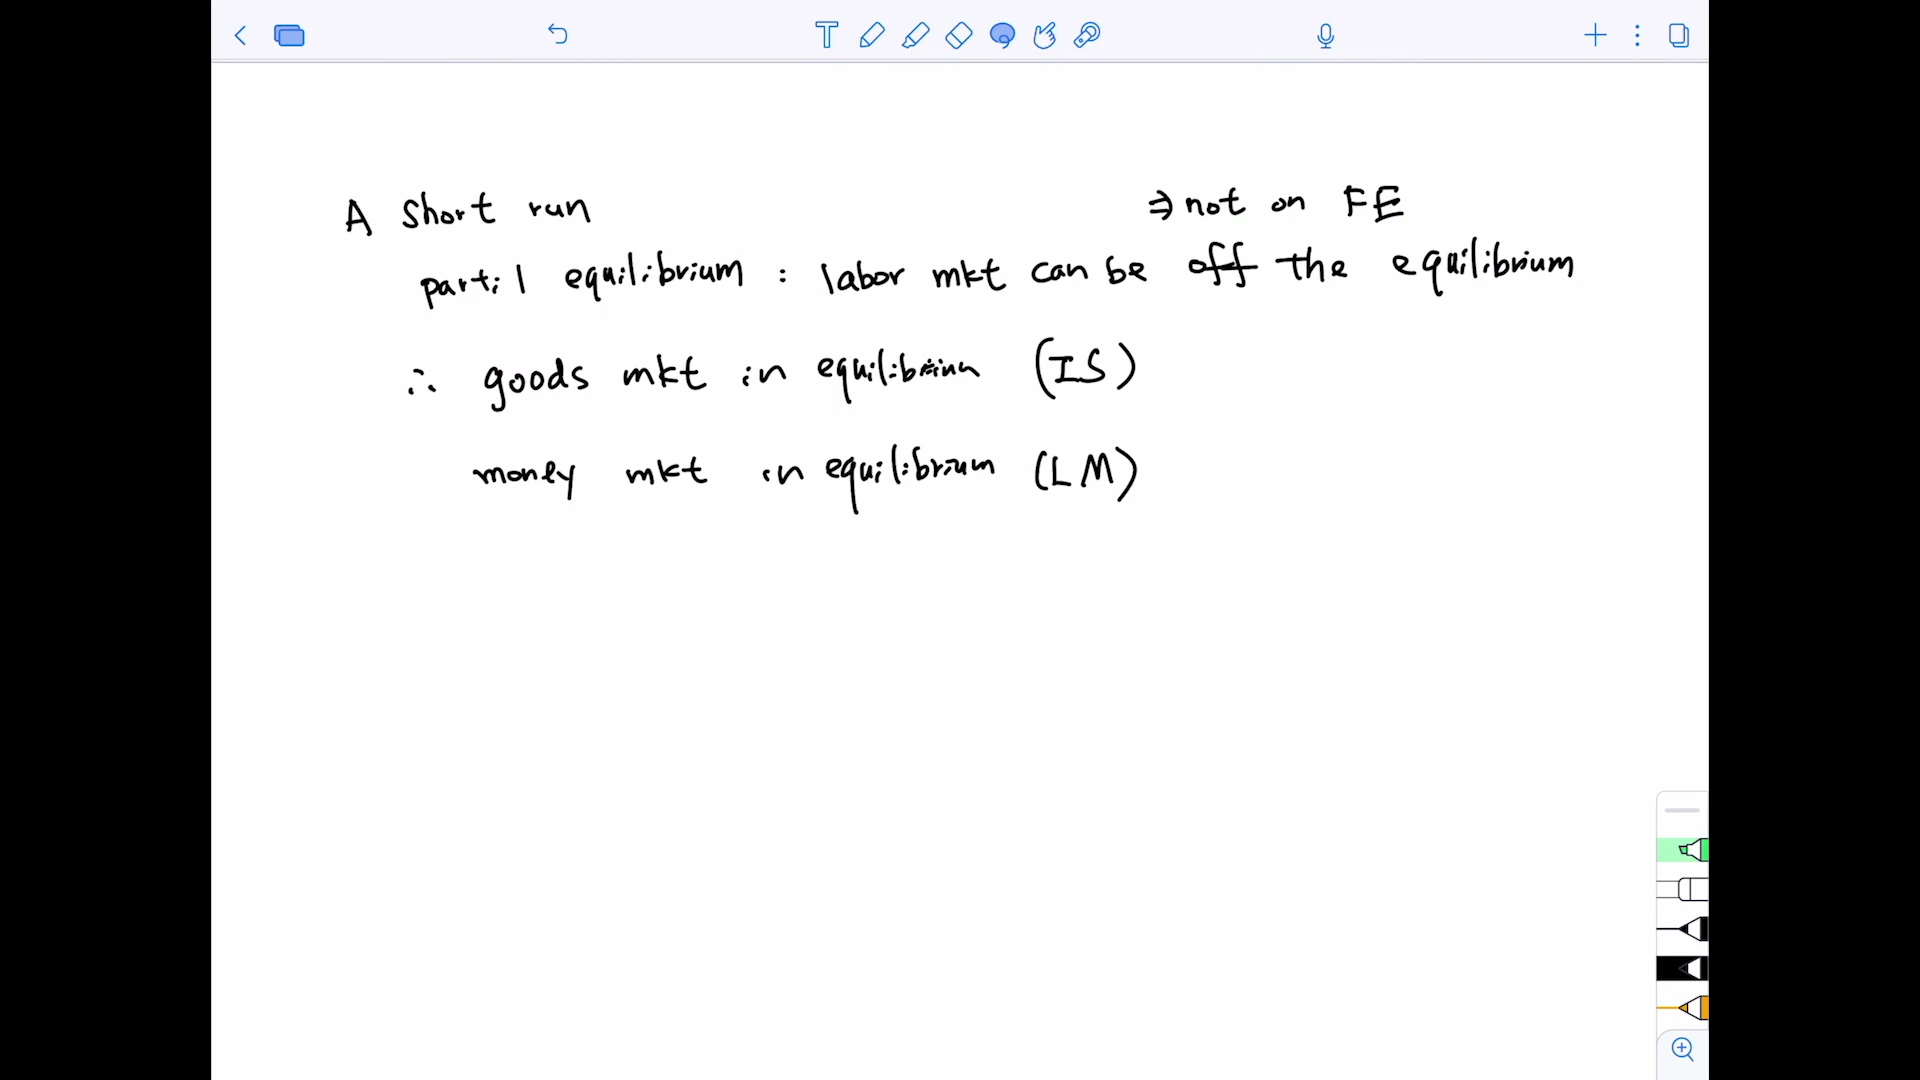 A short run
⇒ not on FE
parti l equilibrium : labor mkt can be off the equilibrium
∴ goods mkt in equilibrium (IS)
money mkt in equilibrium (LM)